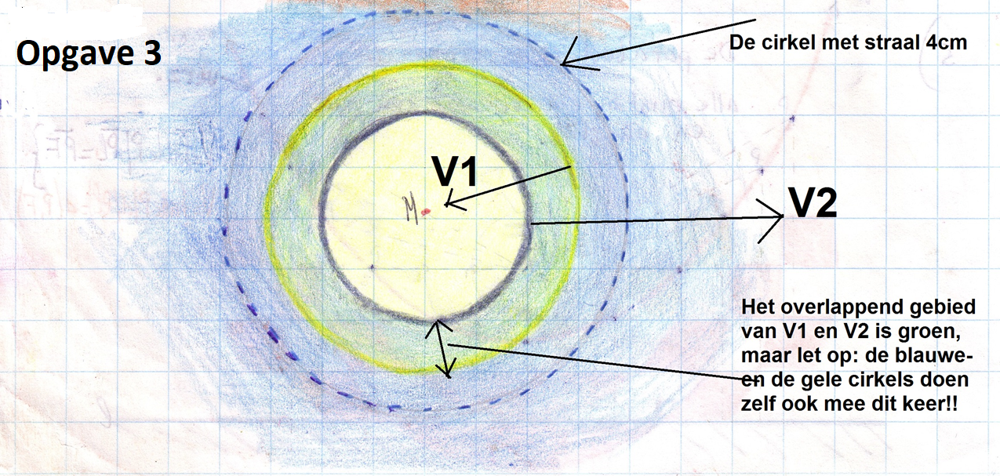 Opgave 3
De cirkel met straal 4cm
V1
M
V2
Het overlappend gebied
van V1 en V2 is groen,
maar let op: de blauwe-
en de gele cirkels doen
zelf ook mee dit keer!!